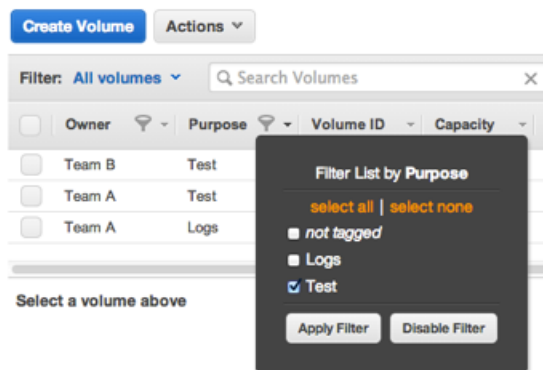 Create Volume Actions
Filter: All volumes Search Volumes
Owner Purpose Volume ID Capacity
Team B Test
Team A Test
Team A Logs
Filter List by Purpose
select all | select none
not tagged
Logs
Test
Apply Filter Disable Filter
Select a volume above